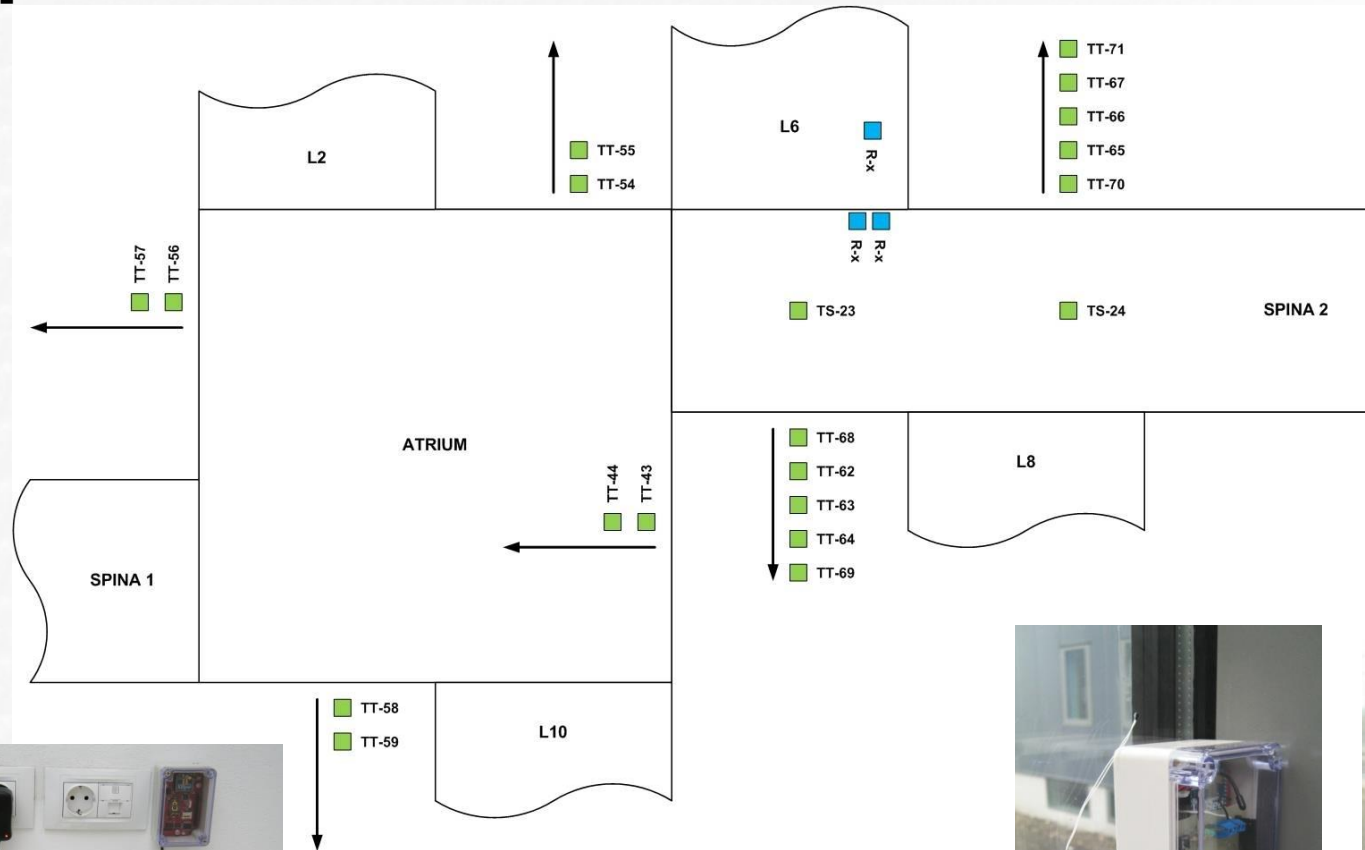 TT-71
TT-67
TT-66
TT-65
TT-70
L2
TT-55
TT-54
L6
R-x
R-x
R-x
TT-57
TT-56
TS-23
TS-24
SPINA 2
ATRIUM
TT-44
TT-43
TT-68
TT-62
TT-63
TT-64
TT-69
L8
SPINA 1
TT-58
TT-59
L10